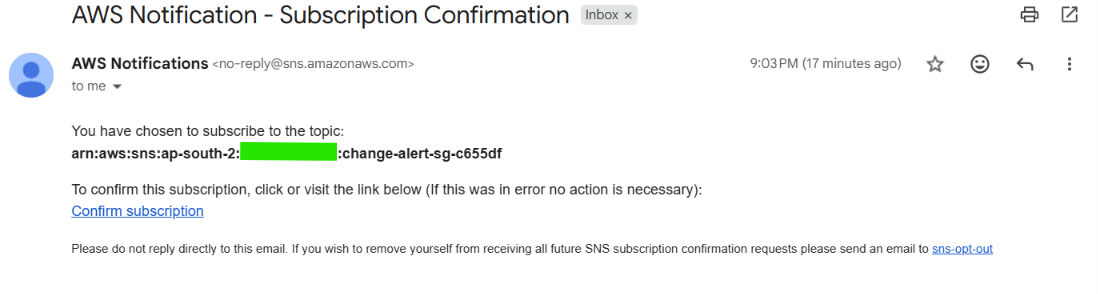 AWS Notification - Subscription Confirmation Inbox ×
AWS Notifications <no-reply@sns.amazonaws.com> 9:03 PM (17 minutes ago)
to me
You have chosen to subscribe to the topic:
arn:aws:sns:ap-south-2: :change-alert-sg-c655df
To confirm this subscription, click or visit the link below (If this was in error no action is necessary):
Confirm subscription
Please do not reply directly to this email. If you wish to remove yourself from receiving all future SNS subscription confirmation requests please send an email to sns-opt-out